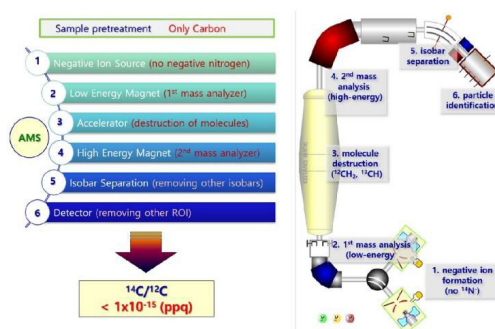 Sample pretreatment Only Carbon
1 Negative Ion Source (no negative nitrogen)
2 Low Energy Magnet (1st mass analyzer)
3 Accelerator (destruction of molecules)
AMS
4 High Energy Magnet (2nd mass analyzer)
5 Isobar Separation (removing other isobars)
6 Detector (removing other ROI)
14C/12C
< 1x10-15 (ppq)
5. isobar
separation
6. particle
identification
4. 2nd mass
analysis
(high-energy)
3. molecule
destruction
(12CH2, 13CH)
2. 1st mass analysis
(low-energy)
1. negative ion
formation
(no 14N-)